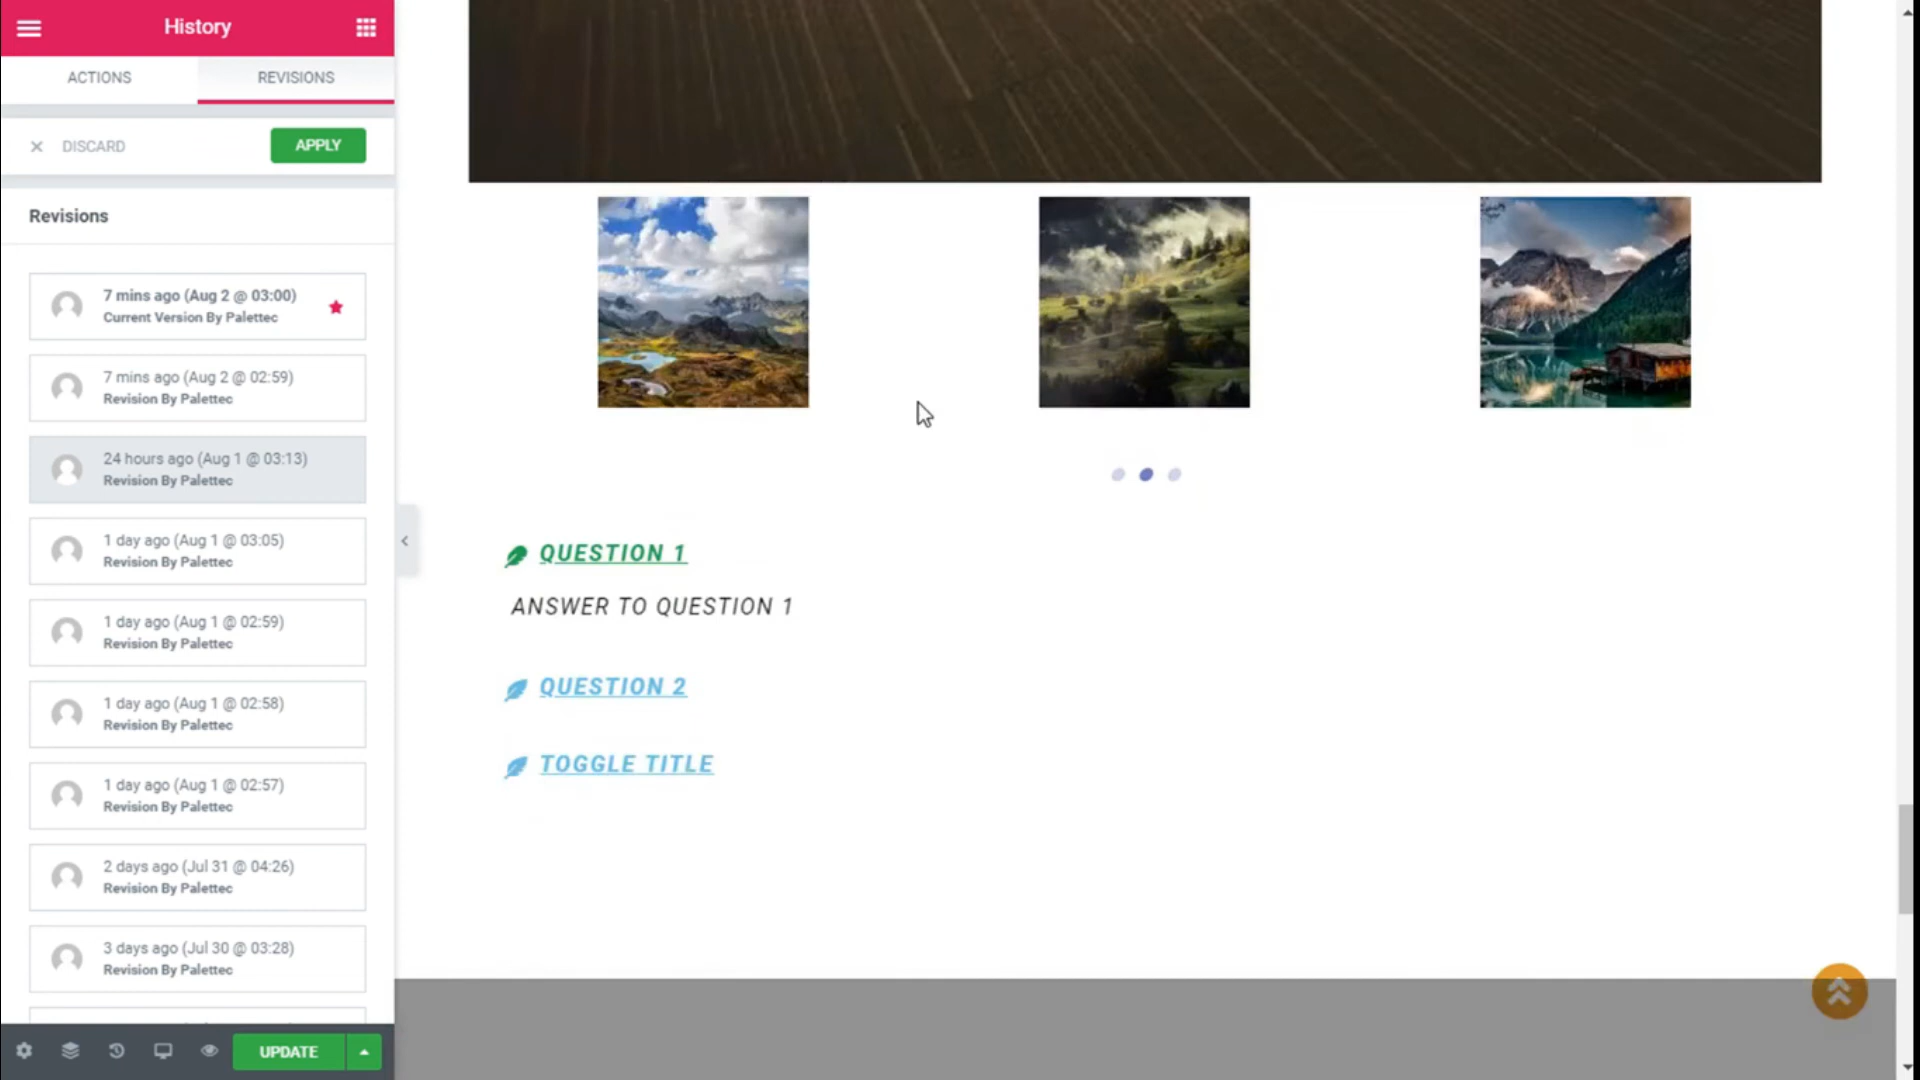 History
ACTIONS
REVISIONS
DISCARD
APPLY
Revisions
7 mins ago (Aug 2 @ 03:00)
Current Version By Palettec
7 mins ago (Aug 2 @ 02:59)
Revision By Palettec
24 hours ago (Aug 1 @ 03:13)
Revision By Palettec
1 day ago (Aug 1 @ 03:05)
Revision By Palettec
1 day ago (Aug 1 @ 02:59)
Revision By Palettec
1 day ago (Aug 1 @ 02:58)
Revision By Palettec
1 day ago (Aug 1 @ 02:57)
Revision By Palettec
2 days ago (Jul 31 @ 04:26)
Revision By Palettec
3 days ago (Jul 30 @ 03:28)
Revision By Palettec
UPDATE
QUESTION 1
ANSWER TO QUESTION 1
QUESTION 2
TOGGLE TITLE